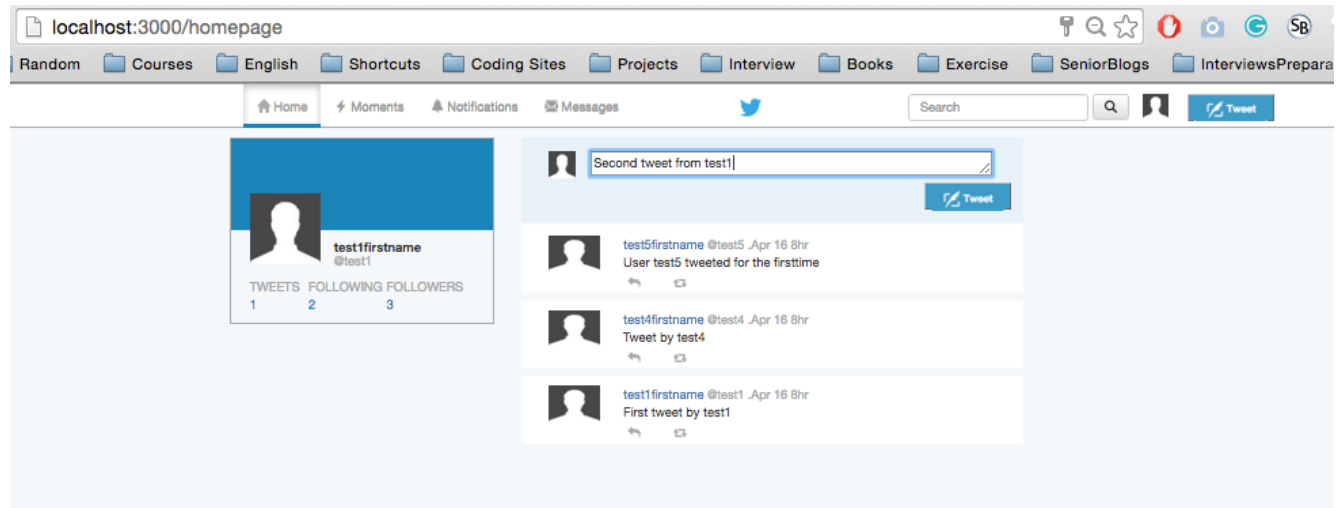 localhost:3000/homepage
SB
Random Courses English Shortcuts Coding Sites Projects Interview Books Exercise SeniorBlogs InterviewsPrepara
Home Moments Notifications Messages Search Tweet
Second tweet from test1
Tweet
test1firstname
@test1
TWEETS FOLLOWING FOLLOWERS
1 2 3
test5firstname @test5 .Apr 16 8hr
User test5 tweeted for the firsttime
test4firstname @test4 .Apr 16 8hr
Tweet by test4
test1firstname @test1 .Apr 16 8hr
First tweet by test1